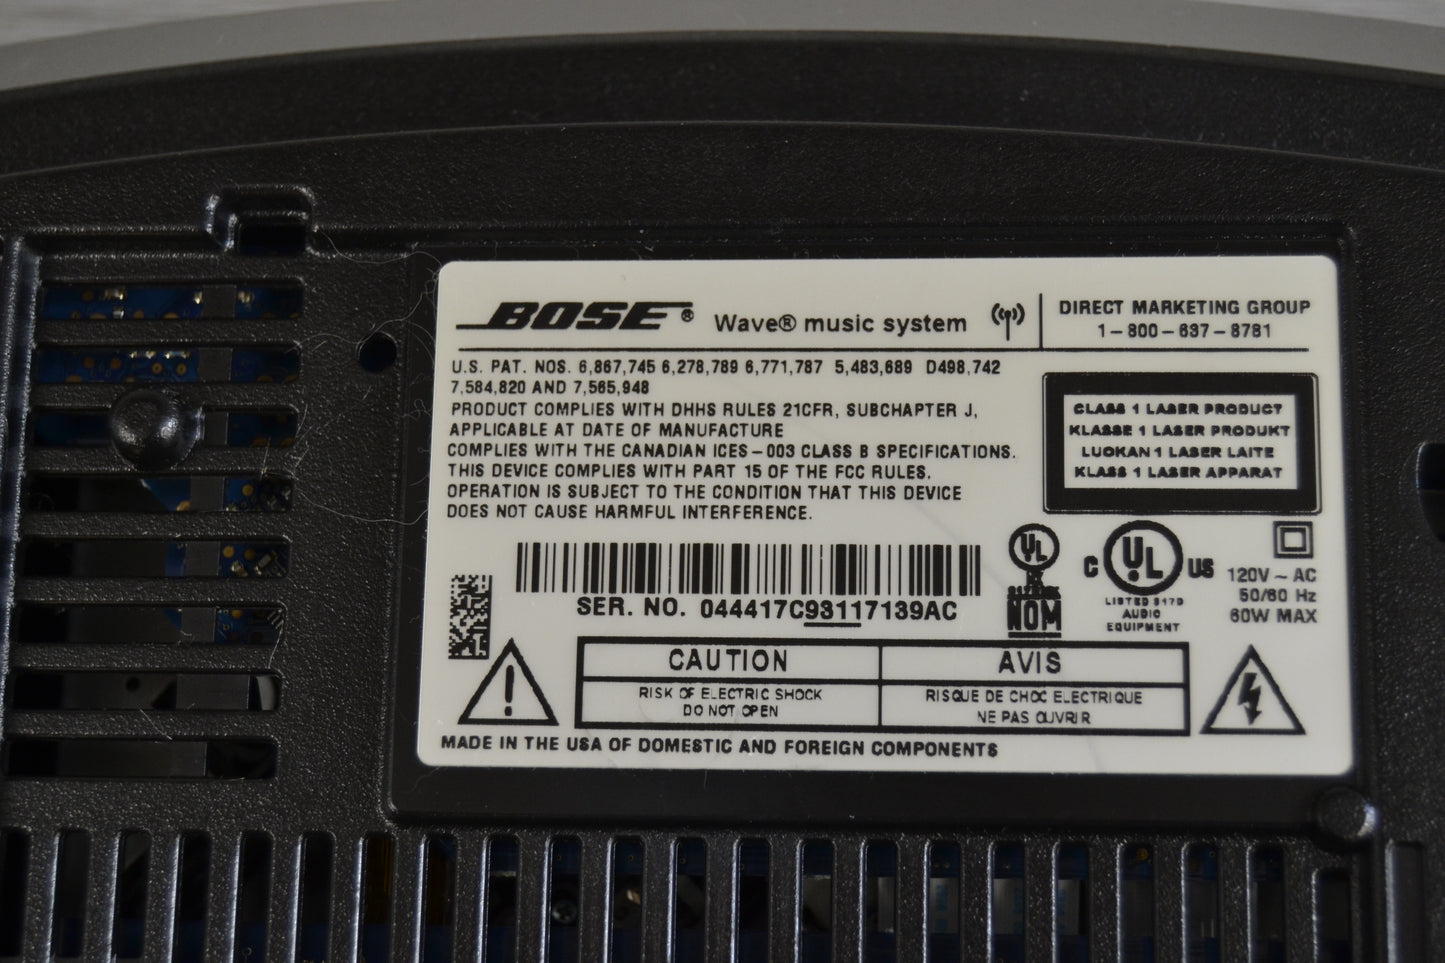 BOSE® Wave® music system
DIRECT MARKETING GROUP
1-800-637-8781
U.S. PAT. NOS. 6,867,745 6,278,789 6,771,787 5,483,689 D498,742
7,584,820 AND 7,565,948
PRODUCT COMPLIES WITH DHHS RULES 21CFR, SUBCHAPTER J,
APPLICABLE AT DATE OF MANUFACTURE
COMPLIES WITH THE CANADIAN ICES-003 CLASS B SPECIFICATIONS.
THIS DEVICE COMPLIES WITH PART 15 OF THE FCC RULES.
OPERATION IS SUBJECT TO THE CONDITION THAT THIS DEVICE
DOES NOT CAUSE HARMFUL INTERFERENCE.
CLASS 1 LASER PRODUCT
KLASSE 1 LASER PRODUKT
LUOKAN 1 LASER LAITE
KLASS 1 LASER APPARAT
SER. NO. 044417C93117139AC
UL
NOM
C UL US
LISTED 917D
AUDIO
EQUIPMENT
120V ~ AC
50/60 Hz
60W MAX
CAUTION
RISK OF ELECTRIC SHOCK
DO NOT OPEN
AVIS
RISQUE DE CHOC ELECTRIQUE
NE PAS OUVRIR
MADE IN THE USA OF DOMESTIC AND FOREIGN COMPONENTS